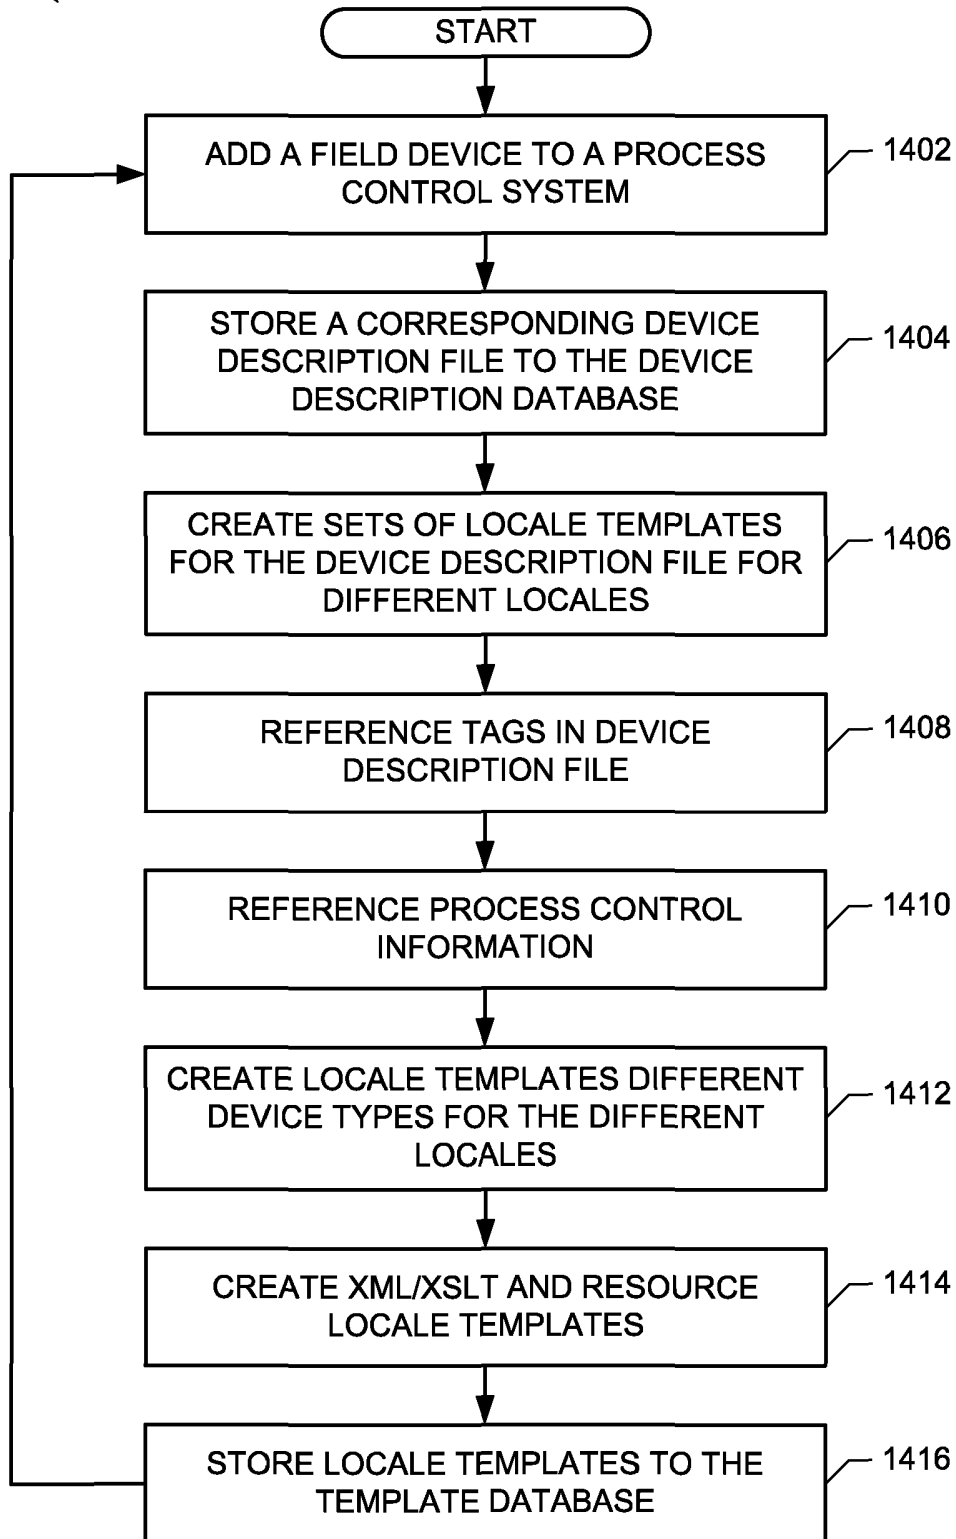 START
ADD A FIELD DEVICE TO A PROCESS
CONTROL SYSTEM
1402
STORE A CORRESPONDING DEVICE
DESCRIPTION FILE TO THE DEVICE
DESCRIPTION DATABASE
1404
CREATE SETS OF LOCALE TEMPLATES
FOR THE DEVICE DESCRIPTION FILE FOR
DIFFERENT LOCALES
1406
REFERENCE TAGS IN DEVICE
DESCRIPTION FILE
1408
REFERENCE PROCESS CONTROL
INFORMATION
1410
CREATE LOCALE TEMPLATES DIFFERENT
DEVICE TYPES FOR THE DIFFERENT
LOCALES
1412
CREATE XML/XSLT AND RESOURCE
LOCALE TEMPLATES
1414
STORE LOCALE TEMPLATES TO THE
TEMPLATE DATABASE
1416